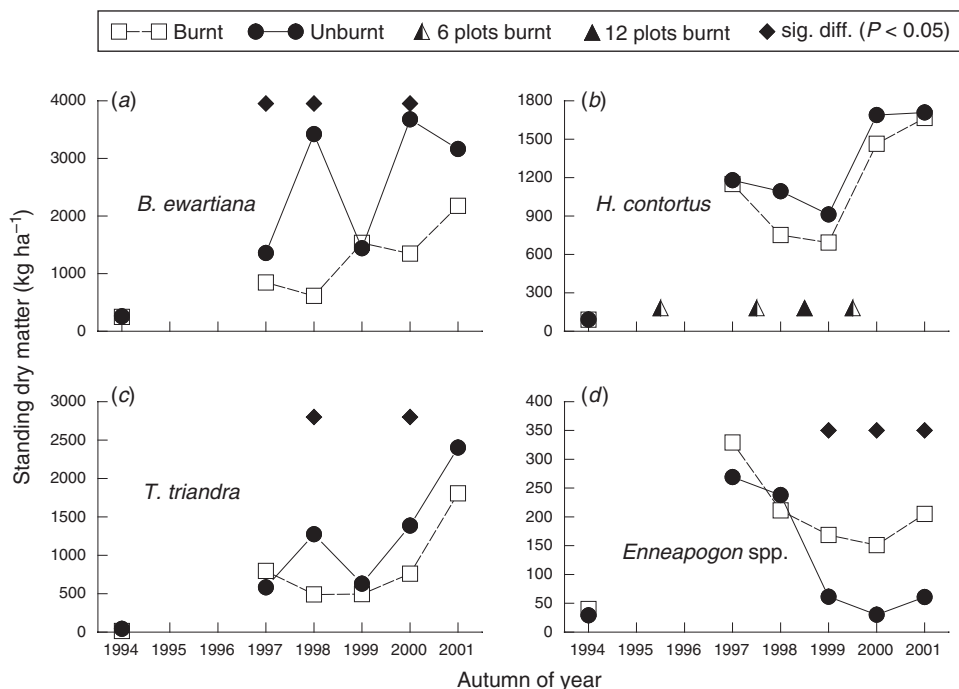 Burnt Unburnt 6 plots burnt 12 plots burnt sig. diff. (P < 0.05)
Standing dry matter (kg ha⁻¹)
(a)
4000
3000
2000
1000
0
B. ewartiana
(b)
1800
1500
1200
900
600
300
0
H. contortus
(c)
3000
2500
2000
1500
1000
500
0
T. triandra
1994 1995 1996 1997 1998 1999 2000 2001
(d)
400
350
300
250
200
150
100
50
0
Enneapogon spp.
1994 1995 1996 1997 1998 1999 2000 2001
Autumn of year